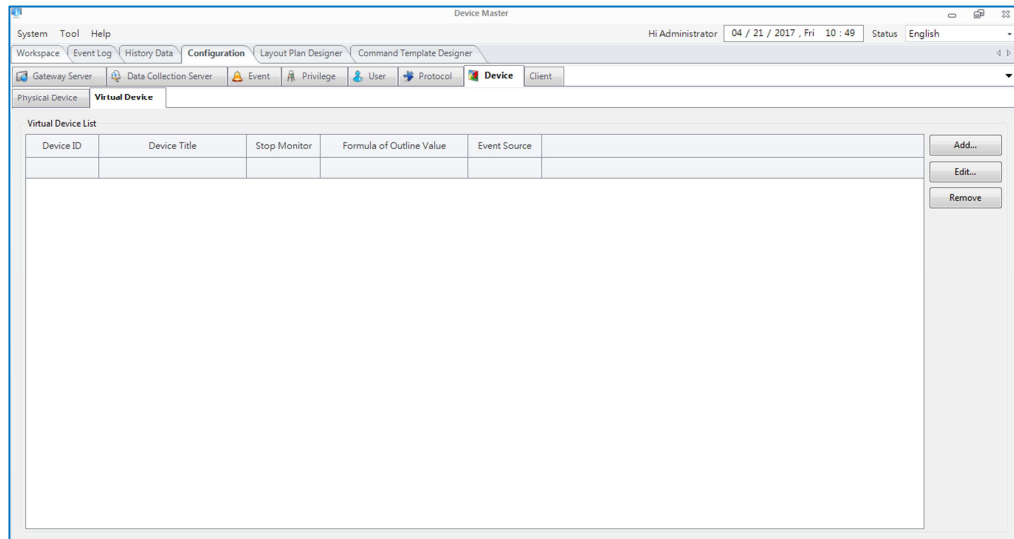 Device Master
System Tool Help Hi Administrator 04 / 21 / 2017 , Fri 10 : 49 Status English
Workspace Event Log History Data Configuration Layout Plan Designer Command Template Designer
Gateway Server Data Collection Server Event Privilege User Protocol Device Client
Physical Device Virtual Device
Virtual Device List
Device ID Device Title Stop Monitor Formula of Outline Value Event Source Add...
Edit...
Remove